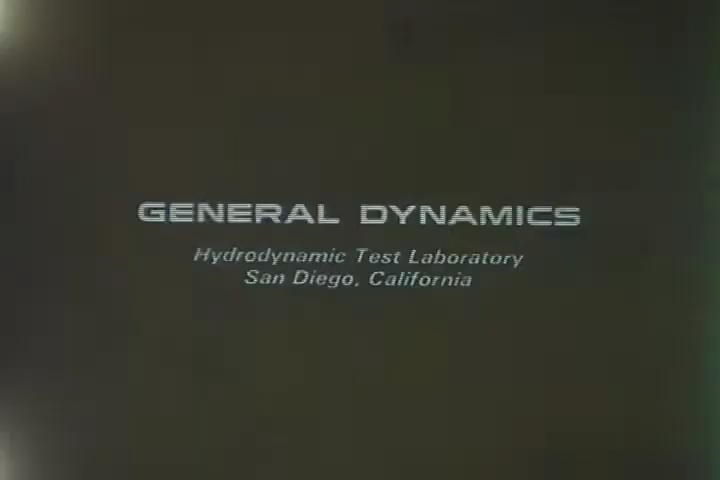 GENERAL DYNAMICS
Hydrodynamic Test Laboratory
San Diego, California